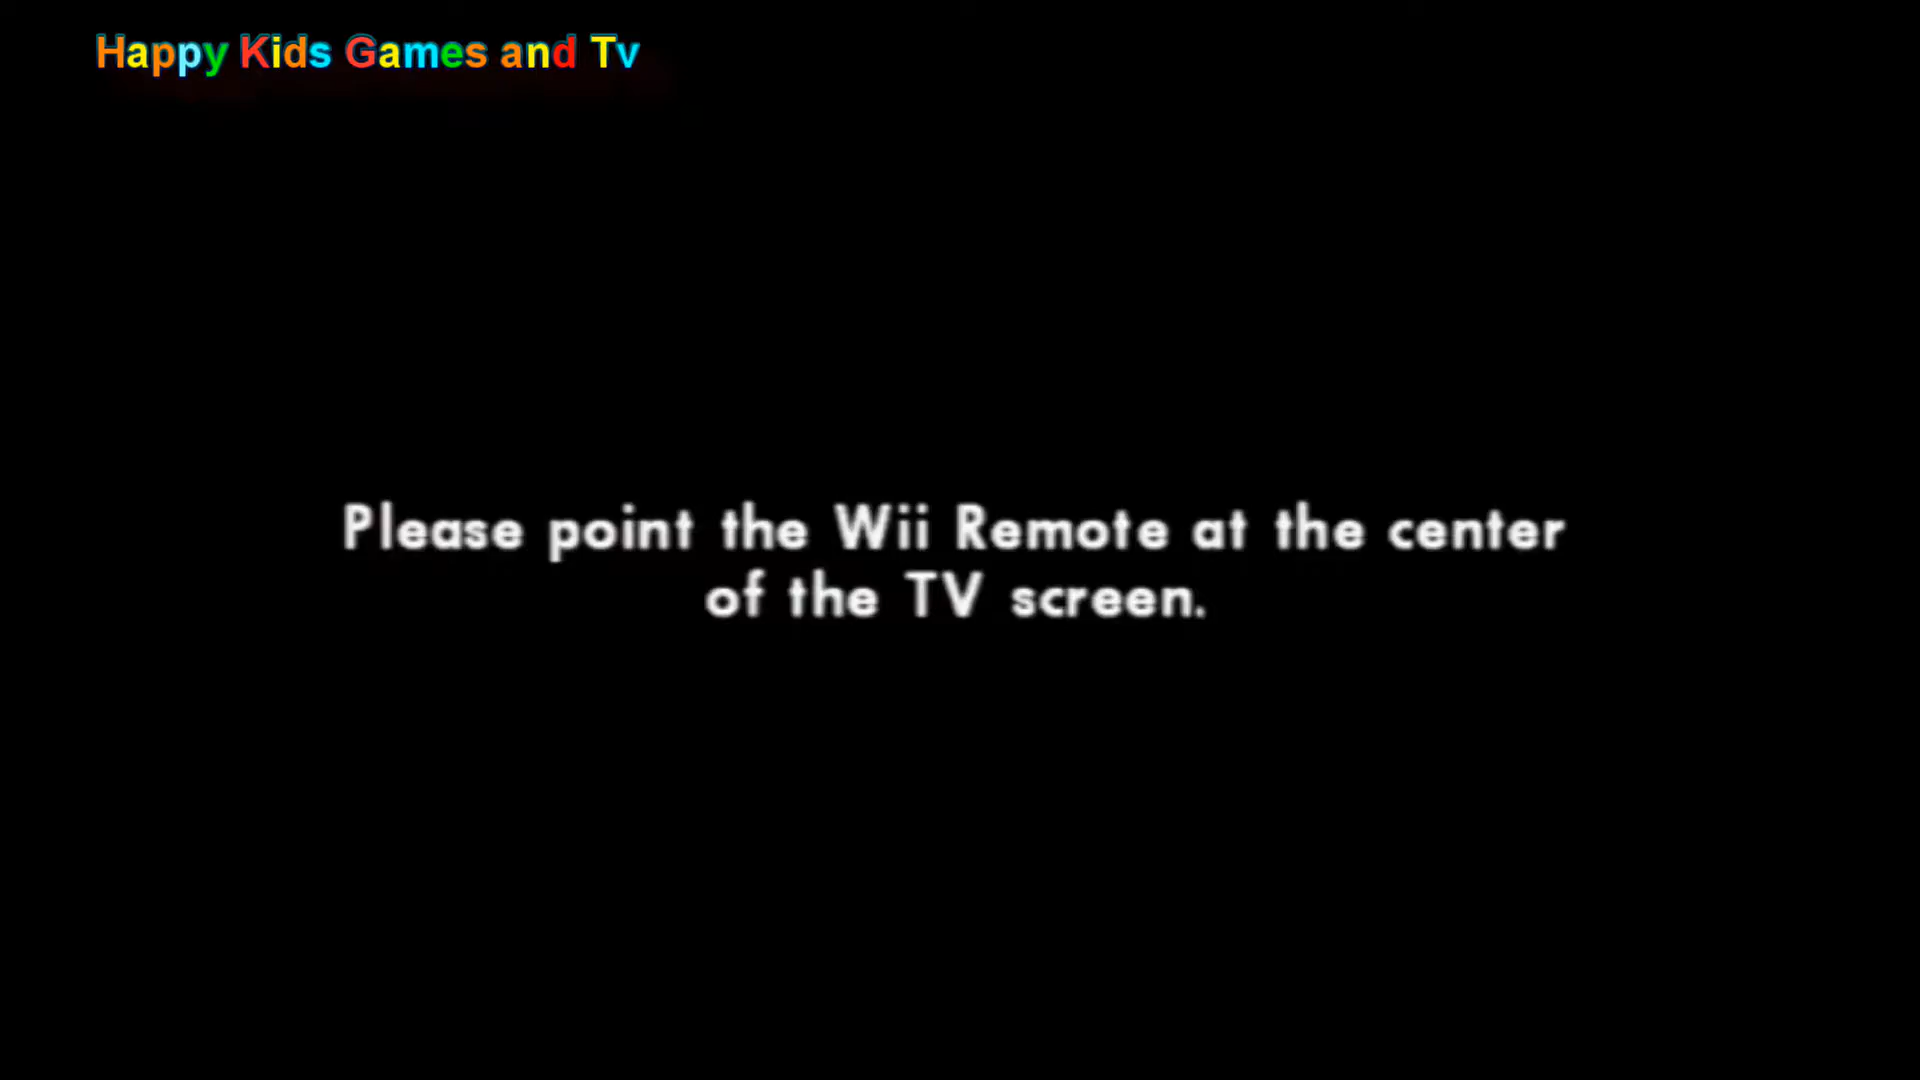 Happy Kids Games and Tv
Please point the Wii Remote at the center
of the TV screen.